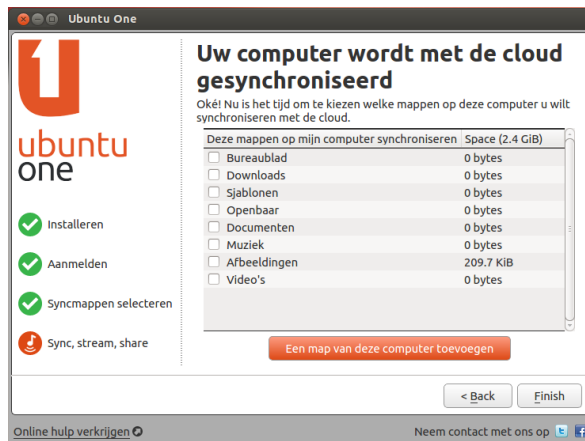 Ubuntu One
Uw computer wordt met de cloud
gesynchroniseerd
Oké! Nu is het tijd om te kiezen welke mappen op deze computer u wilt
synchroniseren met de cloud.
ubuntu
one
Installeren
Aanmelden
Syncmappen selecteren
Sync, stream, share
Deze mappen op mijn computer synchroniseren Space (2.4 GiB)
Bureaublad 0 bytes
Downloads 0 bytes
Sjablonen 0 bytes
Openbaar 0 bytes
Documenten 0 bytes
Muziek 0 bytes
Afbeeldingen 209.7 KiB
Video's 0 bytes
Een map van deze computer toevoegen
< Back Finish
Online hulp verkrijgen Neem contact met ons op